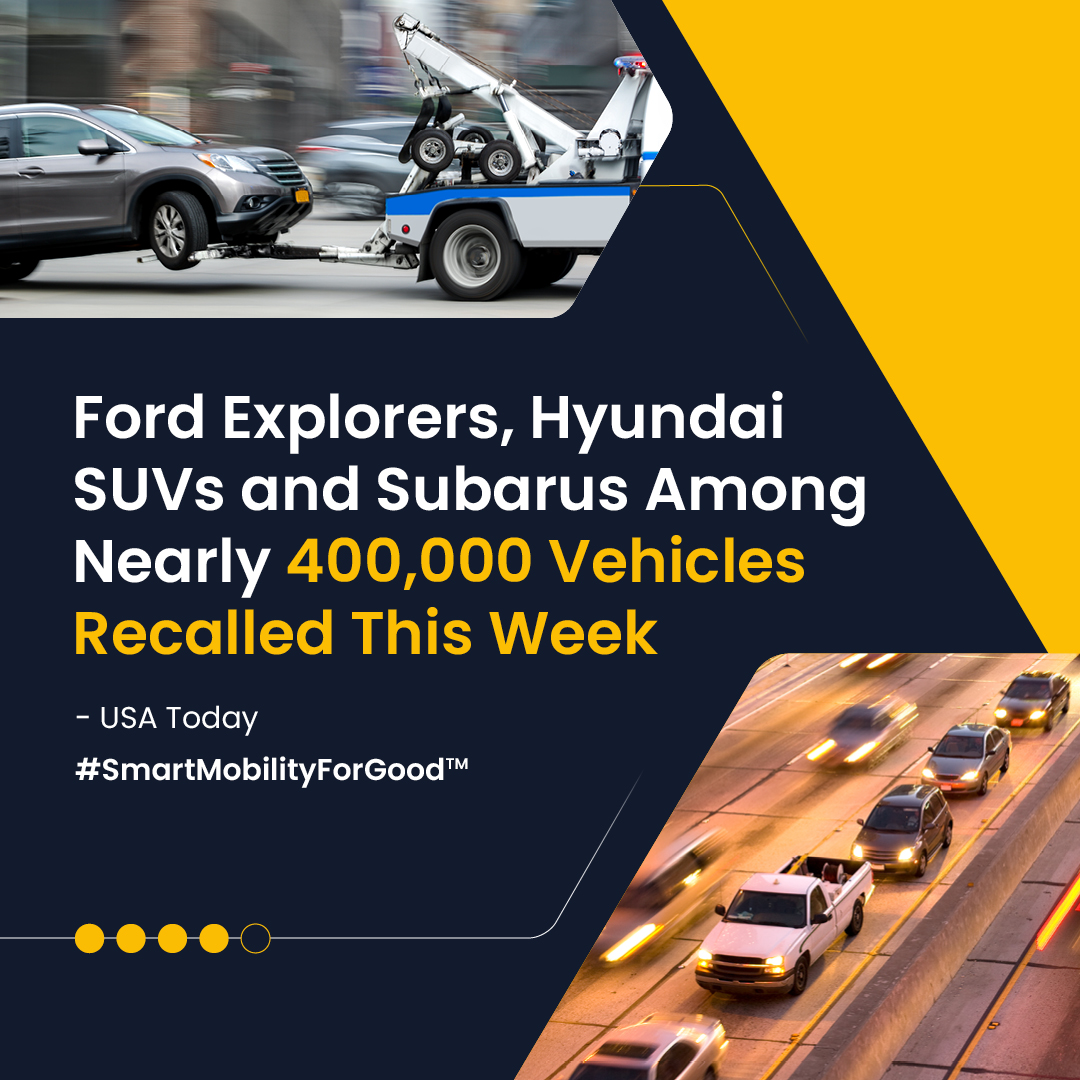 Ford Explorers, Hyundai
SUVs and Subarus Among
Nearly 400,000 Vehicles
Recalled This Week
- USA Today
#SmartMobilityForGood™